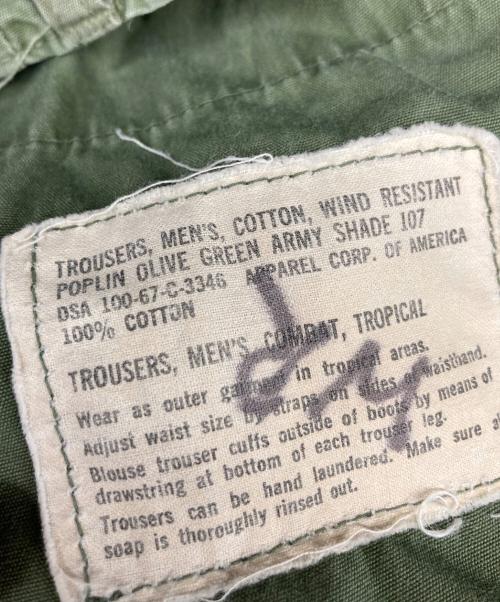 TROUSERS, MEN'S, COTTON, WIND RESISTANT
POPLIN OLIVE GREEN ARMY SHADE 107
DSA 100-67-C-3346 APPAREL CORP. OF AMERICA
100% COTTON
TROUSERS, MEN'S, COMBAT, TROPICAL
Wear as outer garment in tropical areas.
Adjust waist size by straps on sides of waistband.
Blouse trouser cuffs outside of boots by means of
drawstring at bottom of each trouser leg.
Trousers can be hand laundered. Make sure a
soap is thoroughly rinsed out.